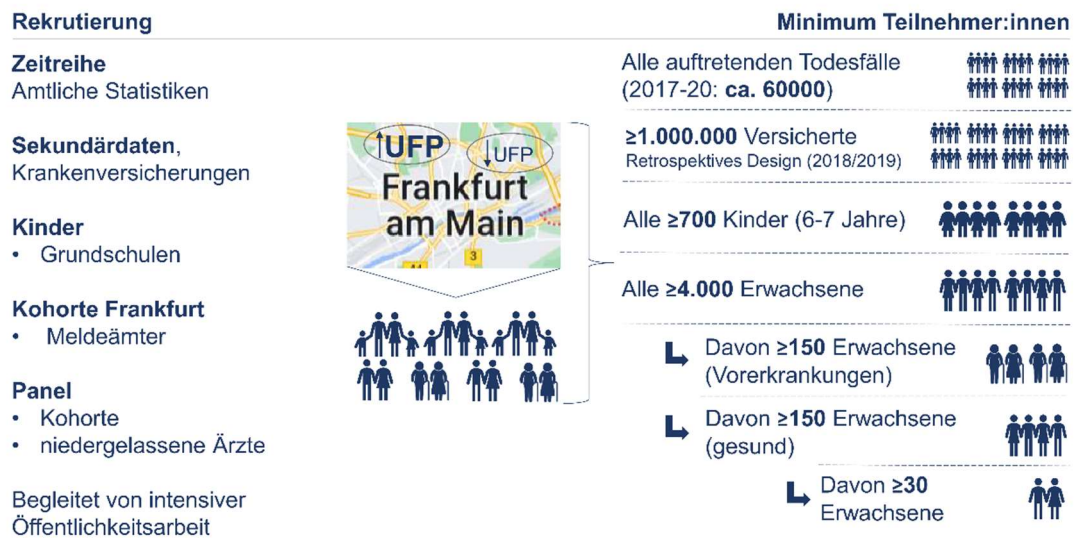 Rekrutierung
Minimum Teilnehmer:innen
Zeitreihe
Amtliche Statistiken
Sekundärdaten,
Krankenversicherungen
Kinder
• Grundschulen
Kohorte Frankfurt
• Meldeämter
Panel
• Kohorte
• niedergelassene Ärzte
Begleitet von intensiver
Öffentlichkeitsarbeit
↑UFP
↓UFP
Frankfurt
am Main
3
Alle auftretenden Todesfälle
(2017-20: ca. 60000)
≥1.000.000 Versicherte
Retrospektives Design (2018/2019)
Alle ≥700 Kinder (6-7 Jahre)
Alle ≥4.000 Erwachsene
Davon ≥150 Erwachsene
(Vorerkrankungen)
Davon ≥150 Erwachsene
(gesund)
Davon ≥30
Erwachsene